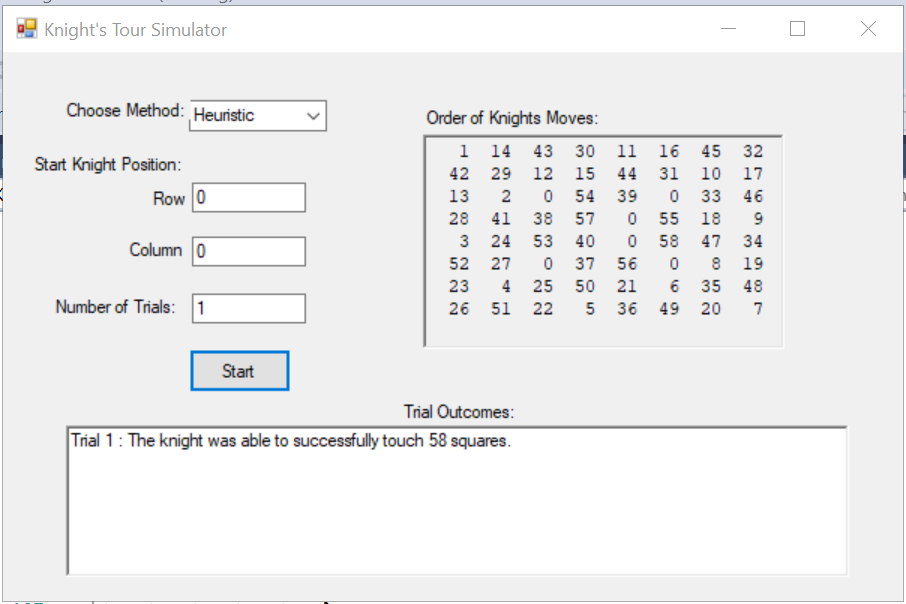 Knight's Tour Simulator
Choose Method: Heuristic
Order of Knights Moves:
Start Knight Position:
Row 0
Column 0
Number of Trials: 1
Start
1 14 43 30 11 16 45 32
42 29 12 15 44 31 10 17
13 2 0 54 39 0 33 46
28 41 38 57 0 55 18 9
3 24 53 40 0 58 47 34
52 27 0 37 56 0 8 19
23 4 25 50 21 6 35 48
26 51 22 5 36 49 20 7
Trial Outcomes:
Trial 1 : The knight was able to successfully touch 58 squares.